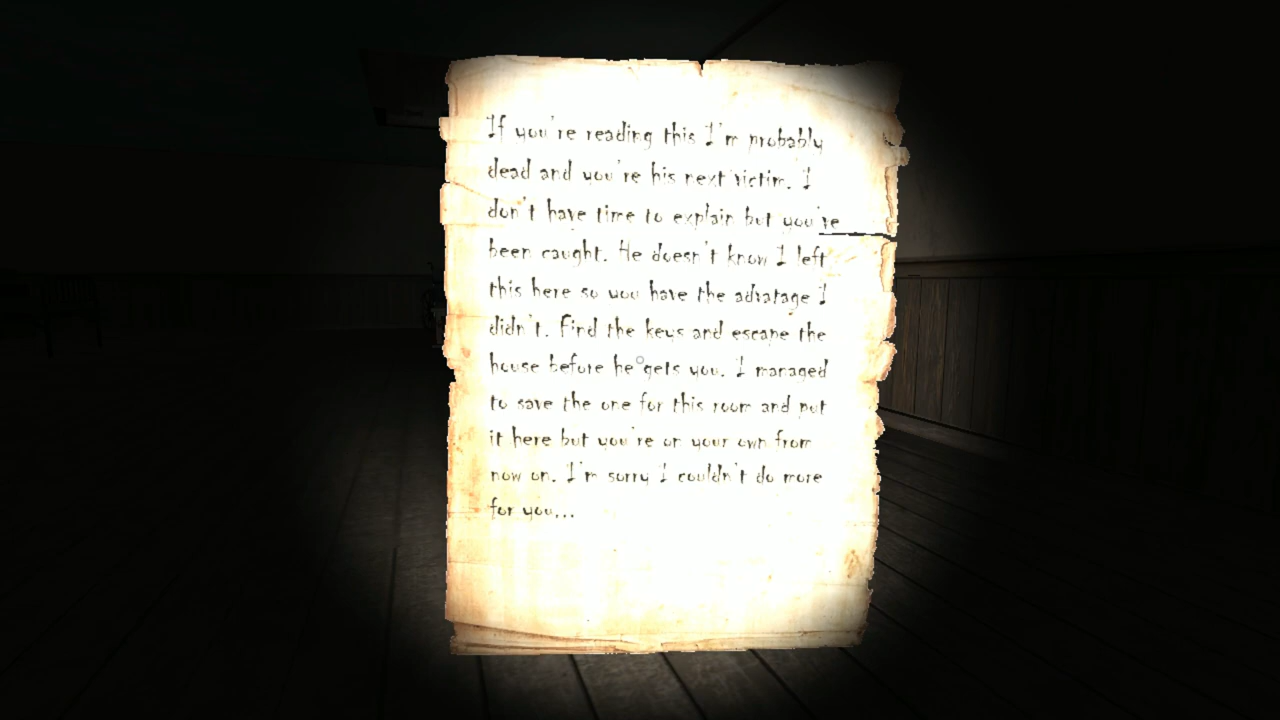 If you're reading this I'm probably
dead and you're his next victim. I
don't have time to explain but you're
been caught. He doesn't know I left
this here so you have the advatage I
didn't. Find the keys and escape the
house before he gets you. I managed
to save the one for this room and put
it here but you're on your own from
now on. I'm sorry I couldn't do more
for you...